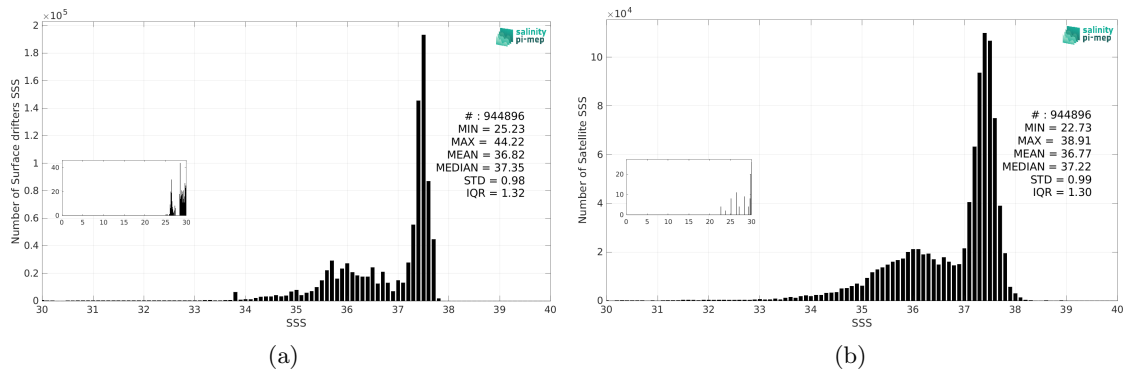 ×10⁵
2
1.8
1.6
1.4
1.2
1
0.8
0.6
0.4
0.2
0
Number of Surface drifters SSS
salinity
pi-mep
# : 944896
MIN = 25.23
MAX = 44.22
MEAN = 36.82
MEDIAN = 37.35
STD = 0.98
IQR = 1.32
40
20
0
0 5 10 15 20 25 30
30 31 32 33 34 35 36 37 38 39 40
SSS
(a)
×10⁴
10
8
6
4
2
0
Number of Satellite SSS
salinity
pi-mep
# : 944896
MIN = 22.73
MAX = 38.91
MEAN = 36.77
MEDIAN = 37.22
STD = 0.99
IQR = 1.30
20
10
0
0 5 10 15 20 25 30
30 31 32 33 34 35 36 37 38 39 40
SSS
(b)